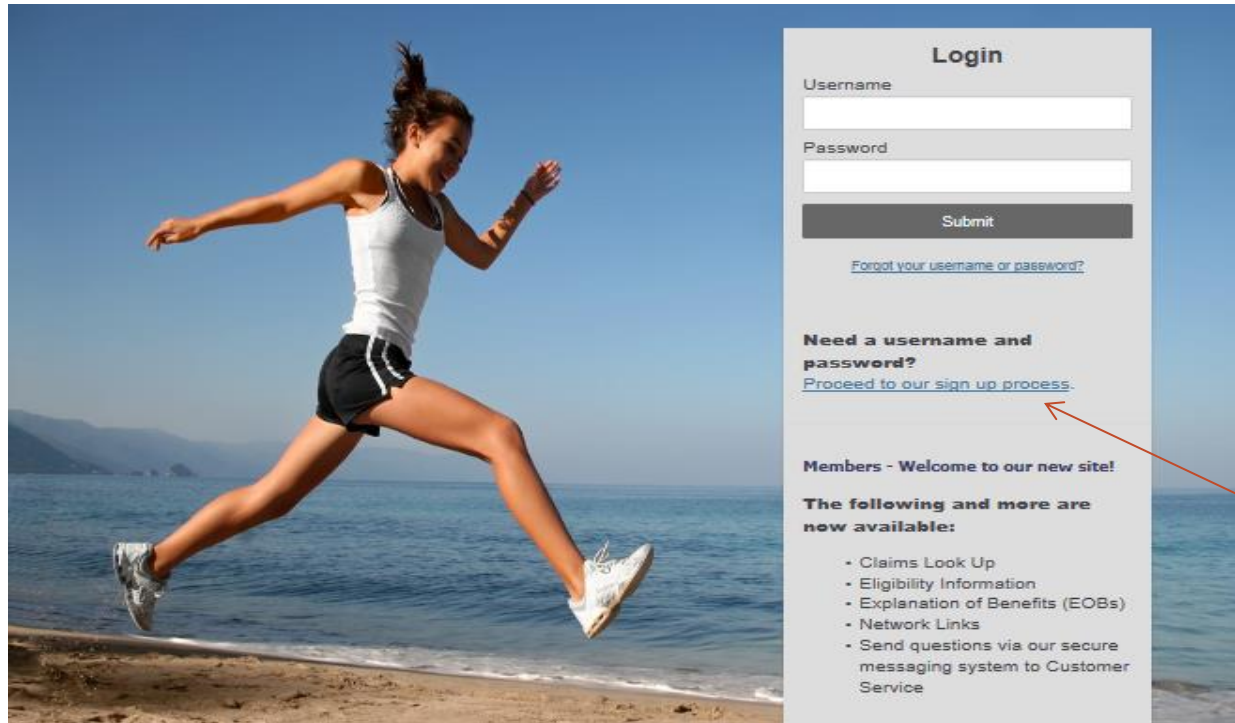 Login
Username
Password
Submit
Forgot your username or password?
Need a username and
password?
Proceed to our sign up process.
Members - Welcome to our new site!
The following and more are
now available:
• Claims Look Up
• Eligibility Information
• Explanation of Benefits (EOBs)
• Network Links
• Send questions via our secure
messaging system to Customer
Service